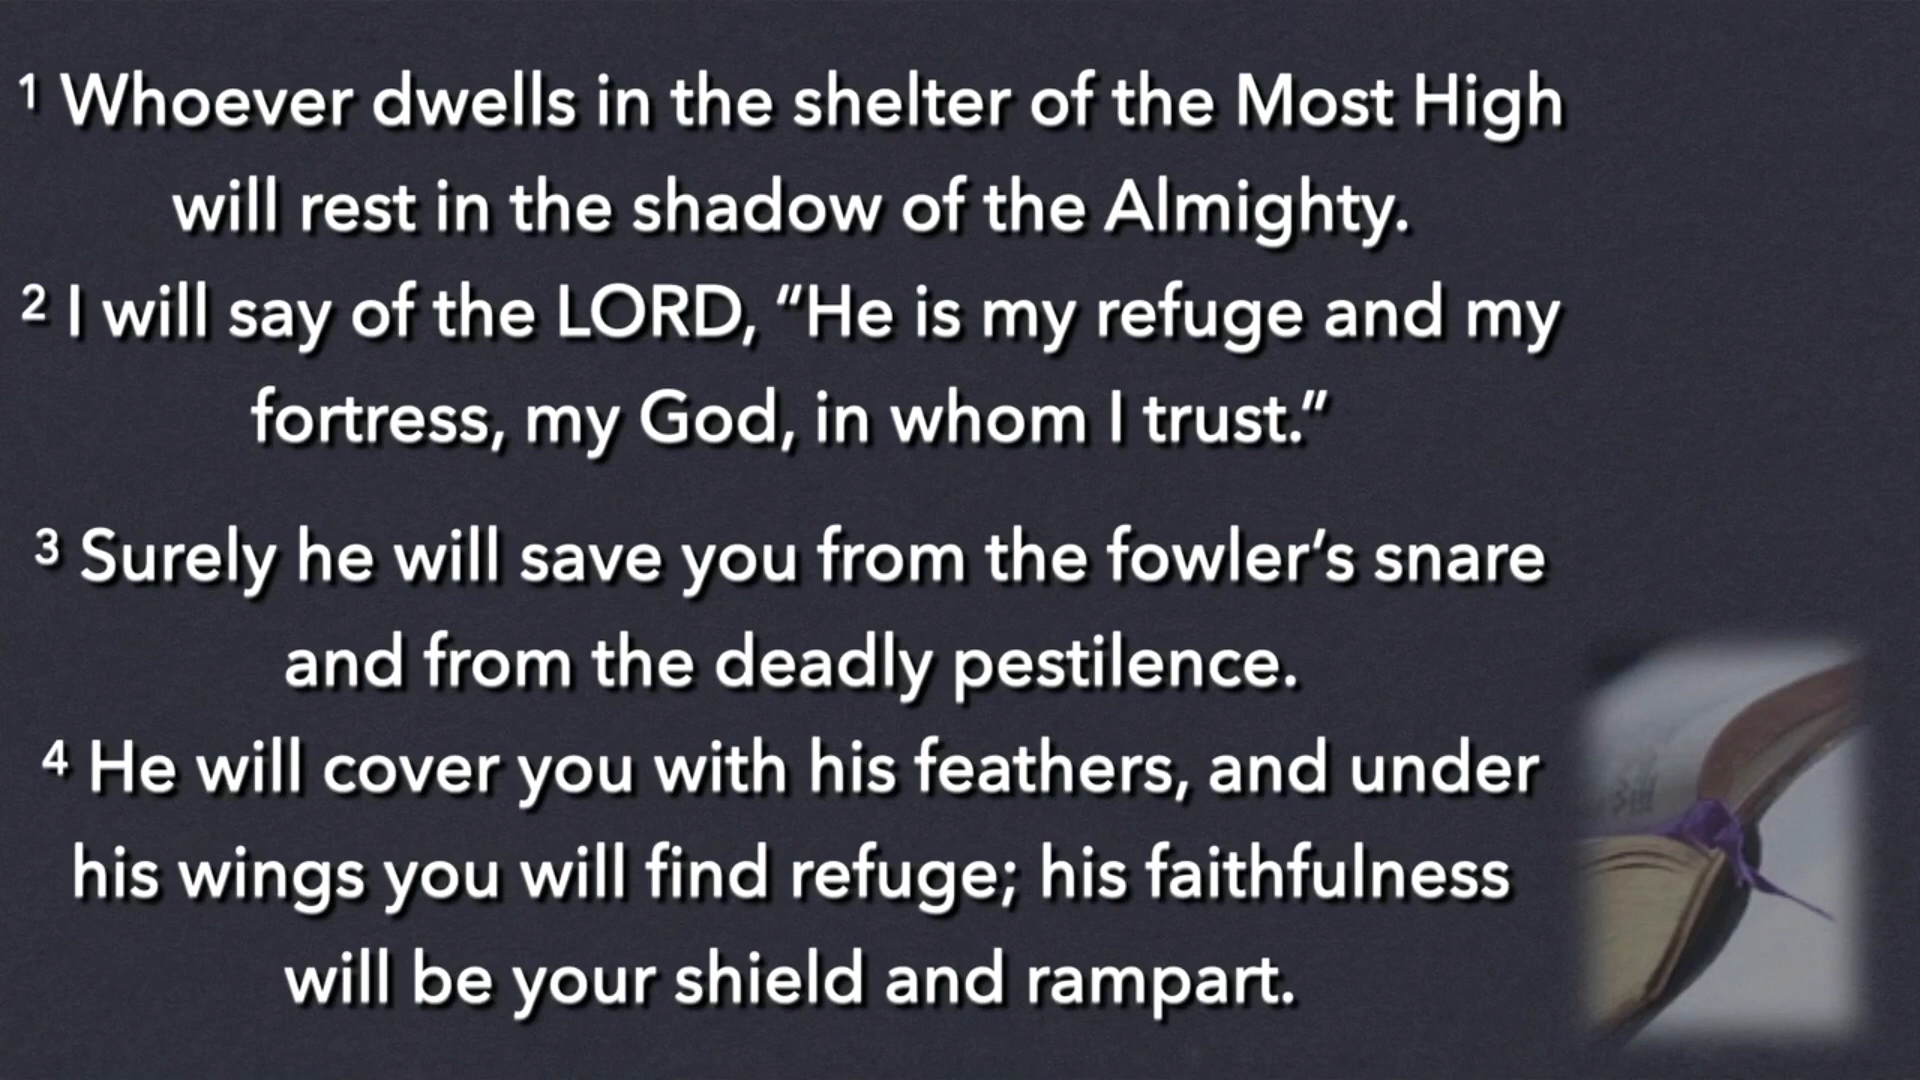 1 Whoever dwells in the shelter of the Most High
will rest in the shadow of the Almighty.
2 I will say of the LORD, “He is my refuge and my
fortress, my God, in whom I trust.”
3 Surely he will save you from the fowler’s snare
and from the deadly pestilence.
4 He will cover you with his feathers, and under
his wings you will find refuge; his faithfulness
will be your shield and rampart.